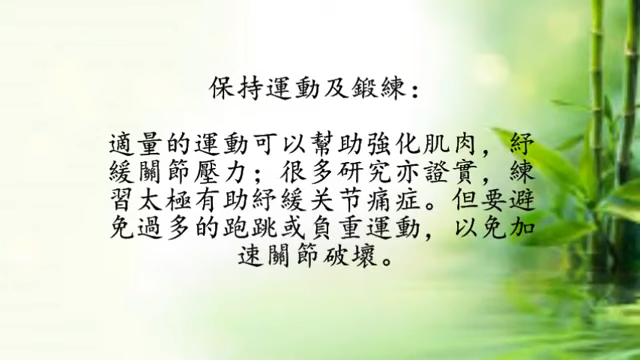 保持運動及鍛練：
適量的運動可以幫助強化肌肉，紓
緩關節壓力；很多研究亦證實，練
習太極有助紓緩关节痛症。但要避
免過多的跑跳或負重運動，以免加
速關節破壞。